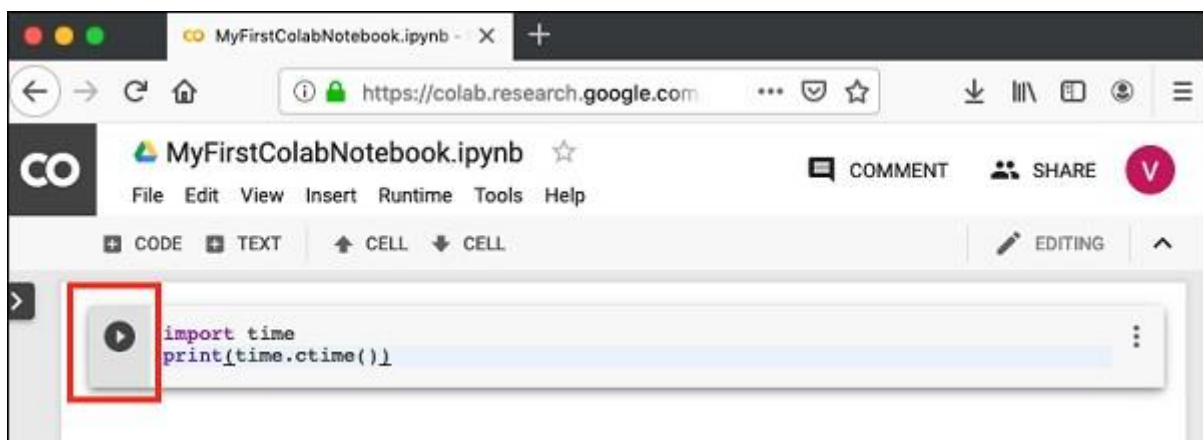 CO MyFirstColabNotebook.ipynb -
https://colab.research.google.com
CO MyFirstColabNotebook.ipynb
File Edit View Insert Runtime Tools Help
COMMENT SHARE V
CODE TEXT CELL CELL EDITING
import time
print(time.ctime())